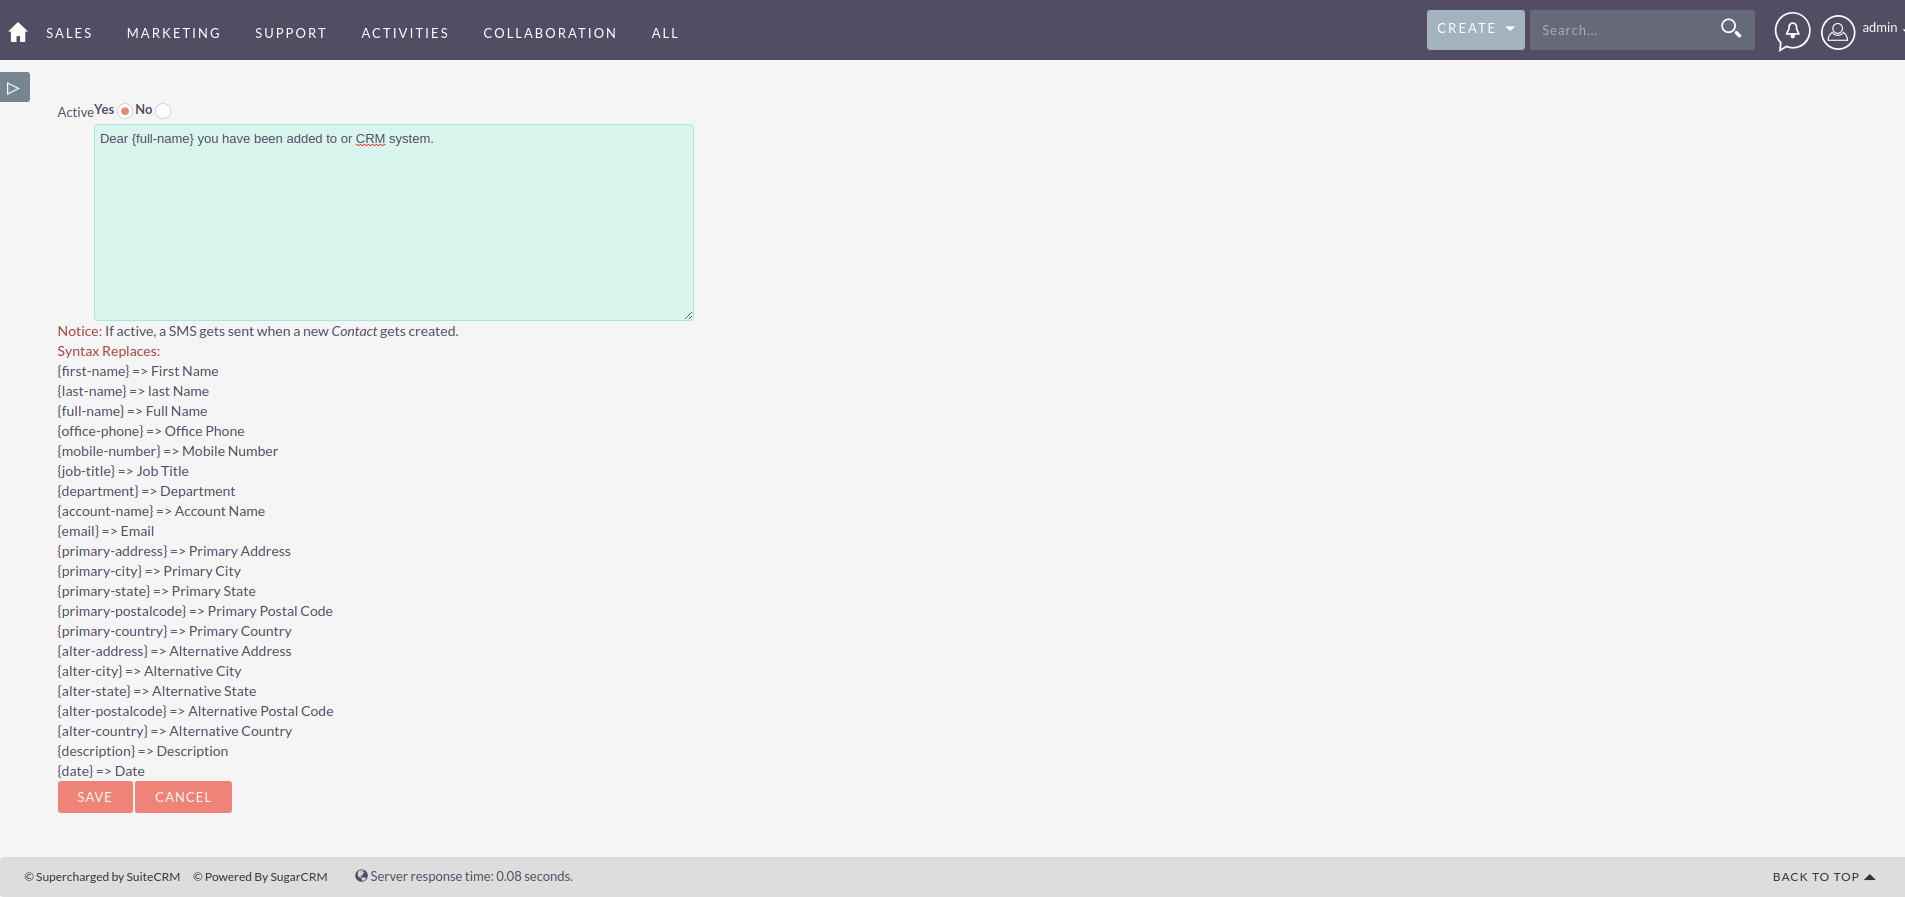 SALES MARKETING SUPPORT ACTIVITIES COLLABORATION ALL CREATE Search... admin
Active Yes No
Dear {full-name} you have been added to or CRM system.
Notice: If active, a SMS gets sent when a new Contact gets created.
Syntax Replaces:
{first-name} => First Name
{last-name} => last Name
{full-name} => Full Name
{office-phone} => Office Phone
{mobile-number} => Mobile Number
{job-title} => Job Title
{department} => Department
{account-name} => Account Name
{email} => Email
{primary-address} => Primary Address
{primary-city} => Primary City
{primary-state} => Primary State
{primary-postalcode} => Primary Postal Code
{primary-country} => Primary Country
{alter-address} => Alternative Address
{alter-city} => Alternative City
{alter-state} => Alternative State
{alter-postalcode} => Alternative Postal Code
{alter-country} => Alternative Country
{description} => Description
{date} => Date
SAVE CANCEL
© Supercharged by SuiteCRM © Powered By SugarCRM Server response time: 0.08 seconds. BACK TO TOP